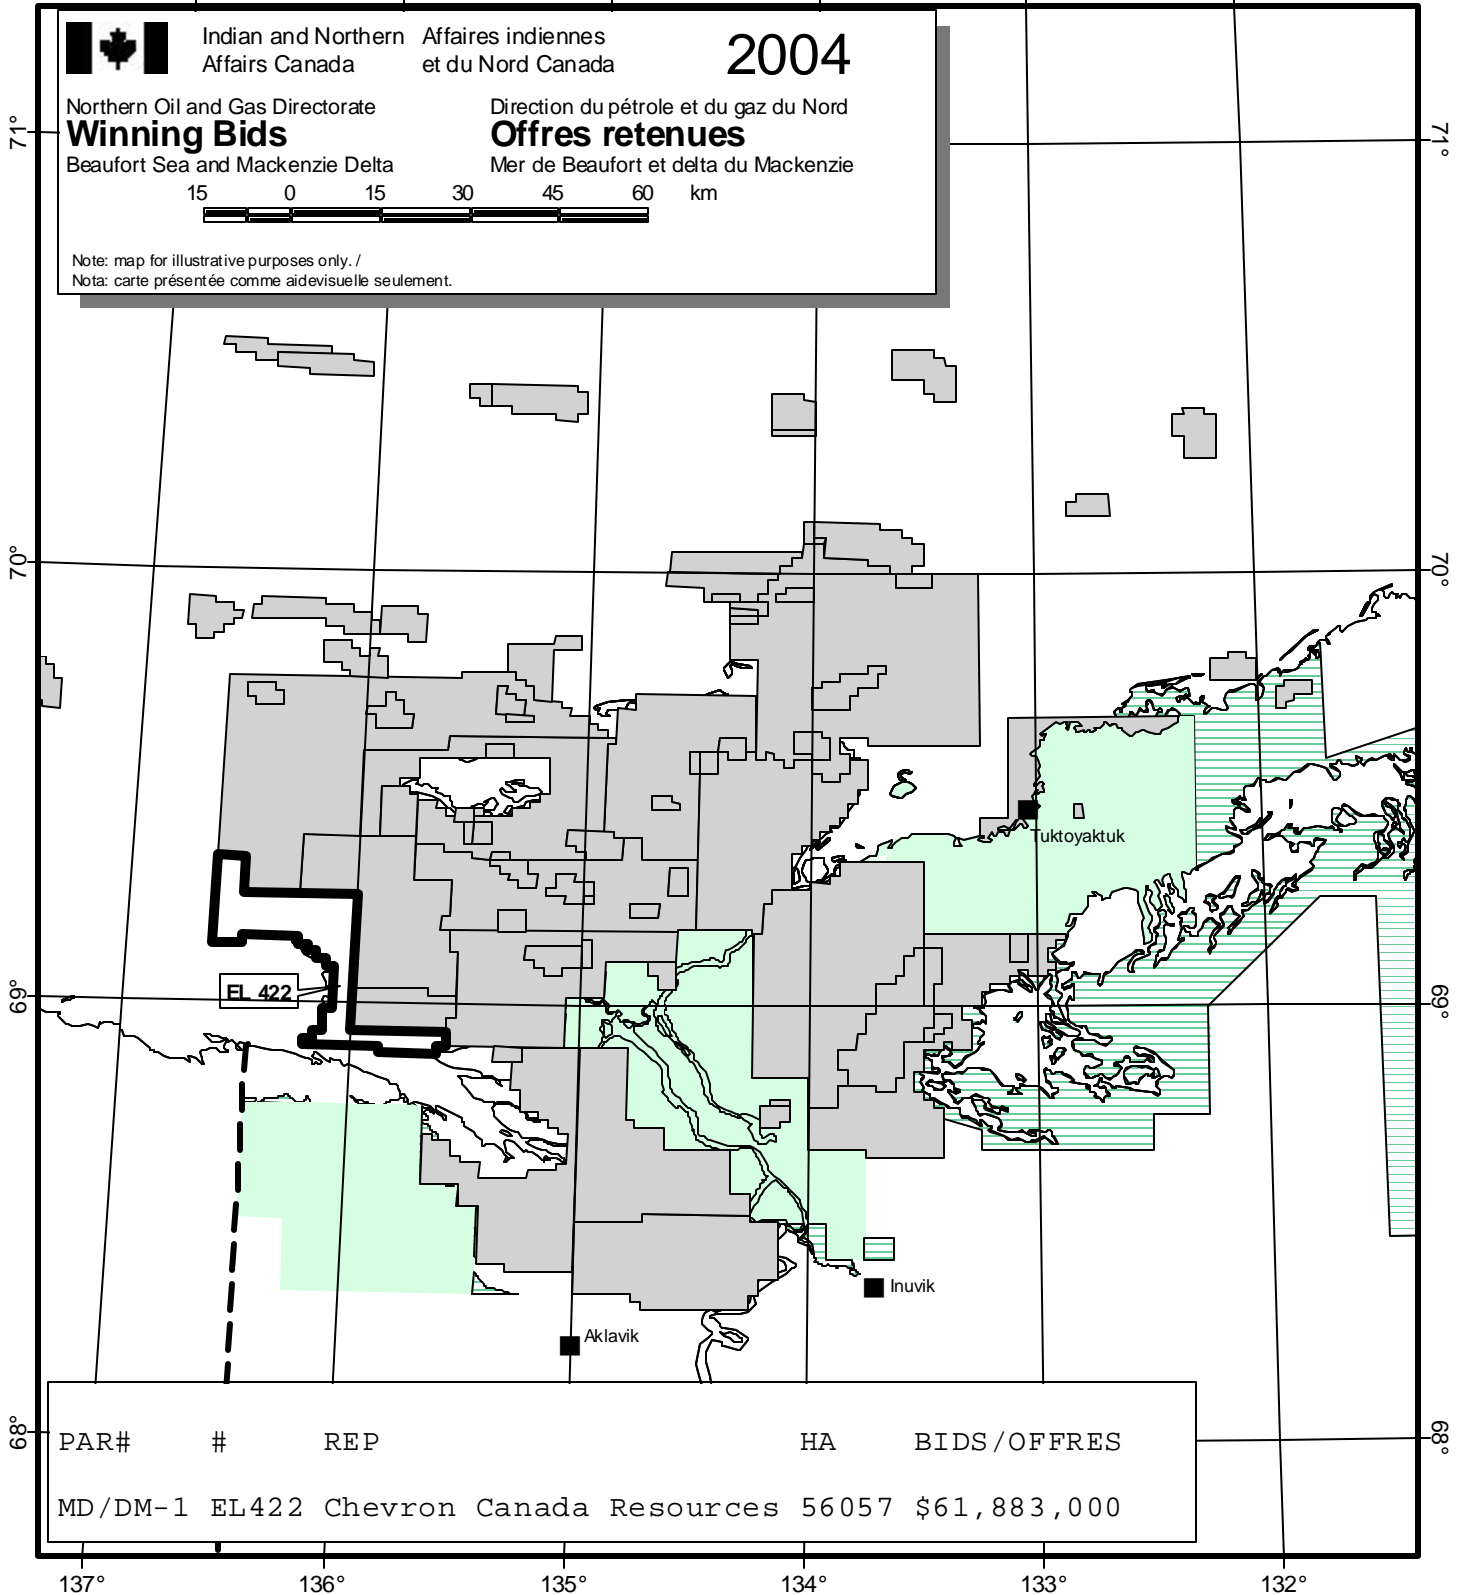 Indian and Northern Affaires indiennes
Affairs Canada et du Nord Canada
2004
Northern Oil and Gas Directorate Direction du pétrole et du gaz du Nord
Winning Bids Offres retenues
Beaufort Sea and Mackenzie Delta Mer de Beaufort et delta du Mackenzie
15 0 15 30 45 60 km
Note: map for illustrative purposes only. /
Nota: carte présentée comme aidevisuelle seulement.
71° 71°
70° 70°
Tuktoyaktuk
EL 422
69° 69°
Inuvik
Aklavik
68° 68°
PAR# # REP HA BIDS/OFFRES
MD/DM-1 EL422 Chevron Canada Resources 56057 $61,883,000
137° 136° 135° 134° 133° 132°